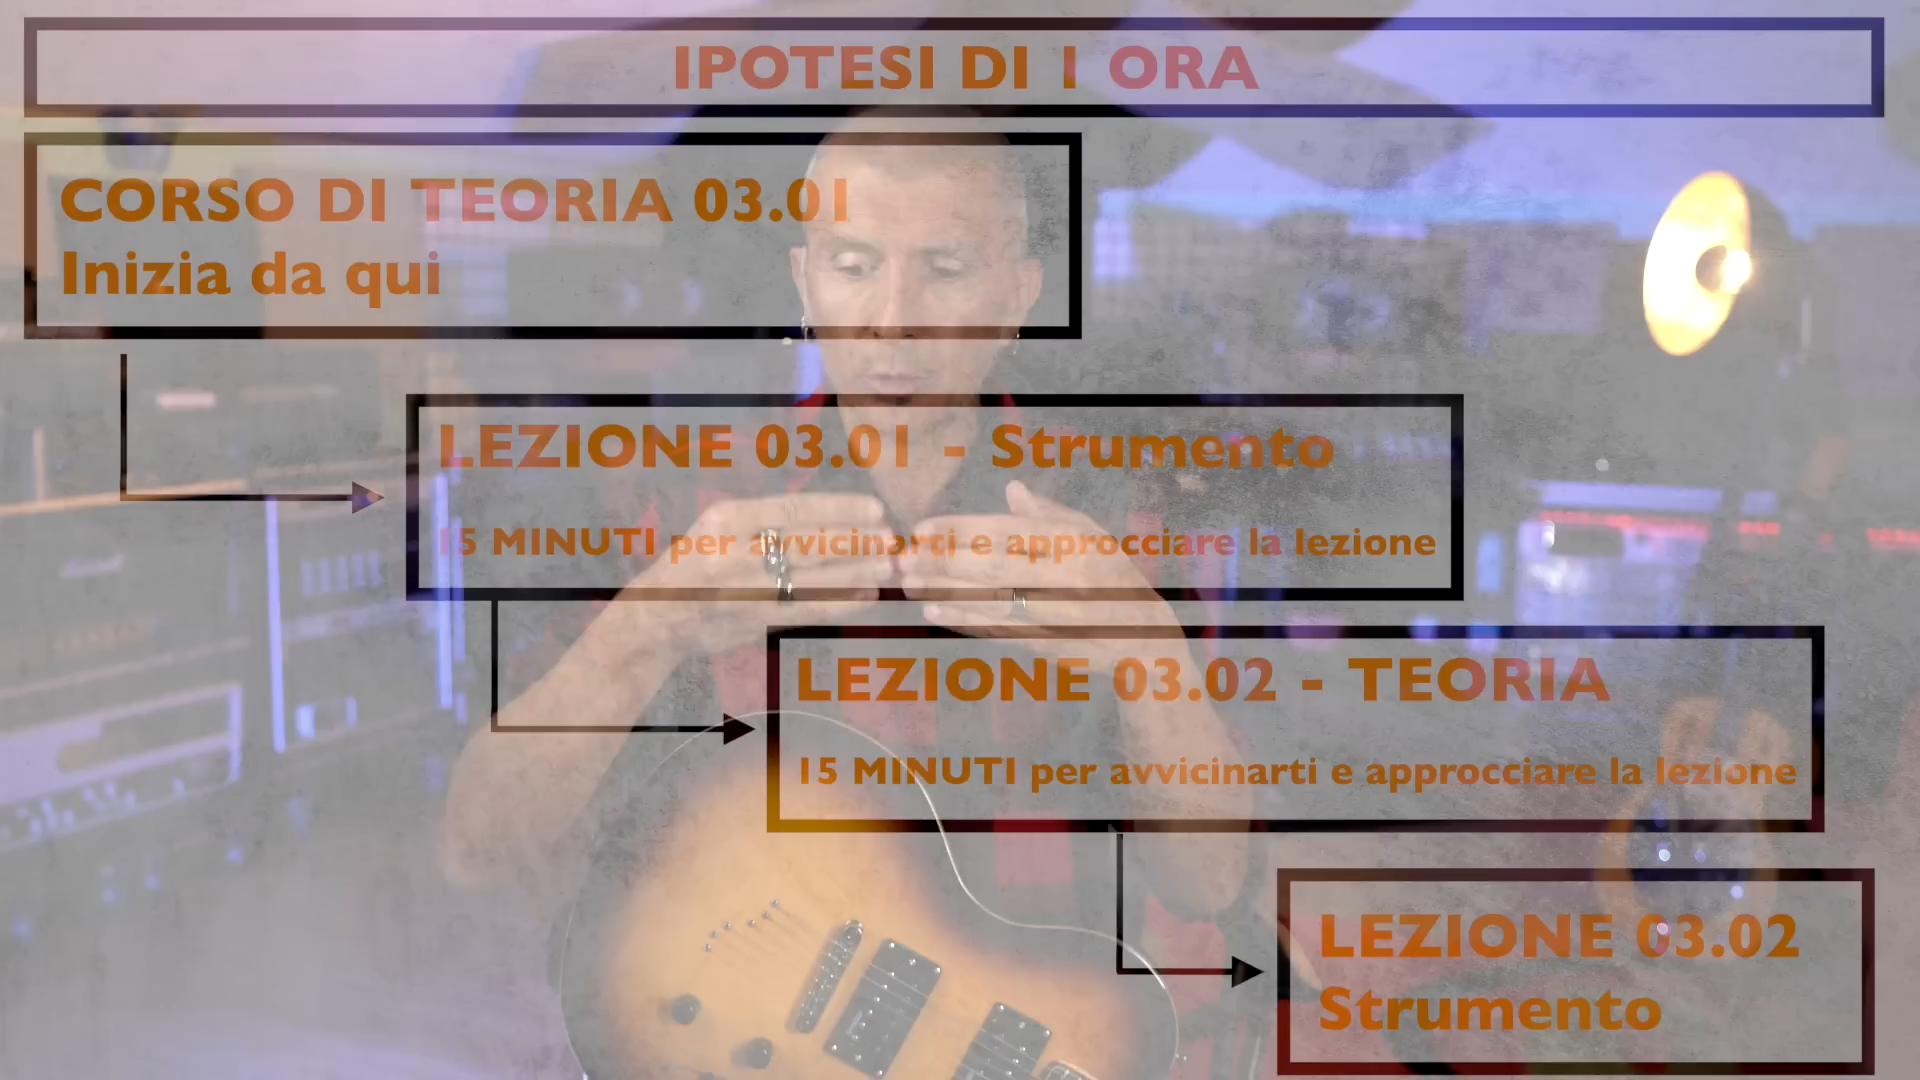 IPOTESI DI 1 ORA
CORSO DI TEORIA 03.01
Inizia da qui
LEZIONE 03.01 - Strumento
15 MINUTI per avvicinarti e approcciare la lezione
LEZIONE 03.02 - TEORIA
15 MINUTI per avvicinarti e approcciare la lezione
LEZIONE 03.02
Strumento